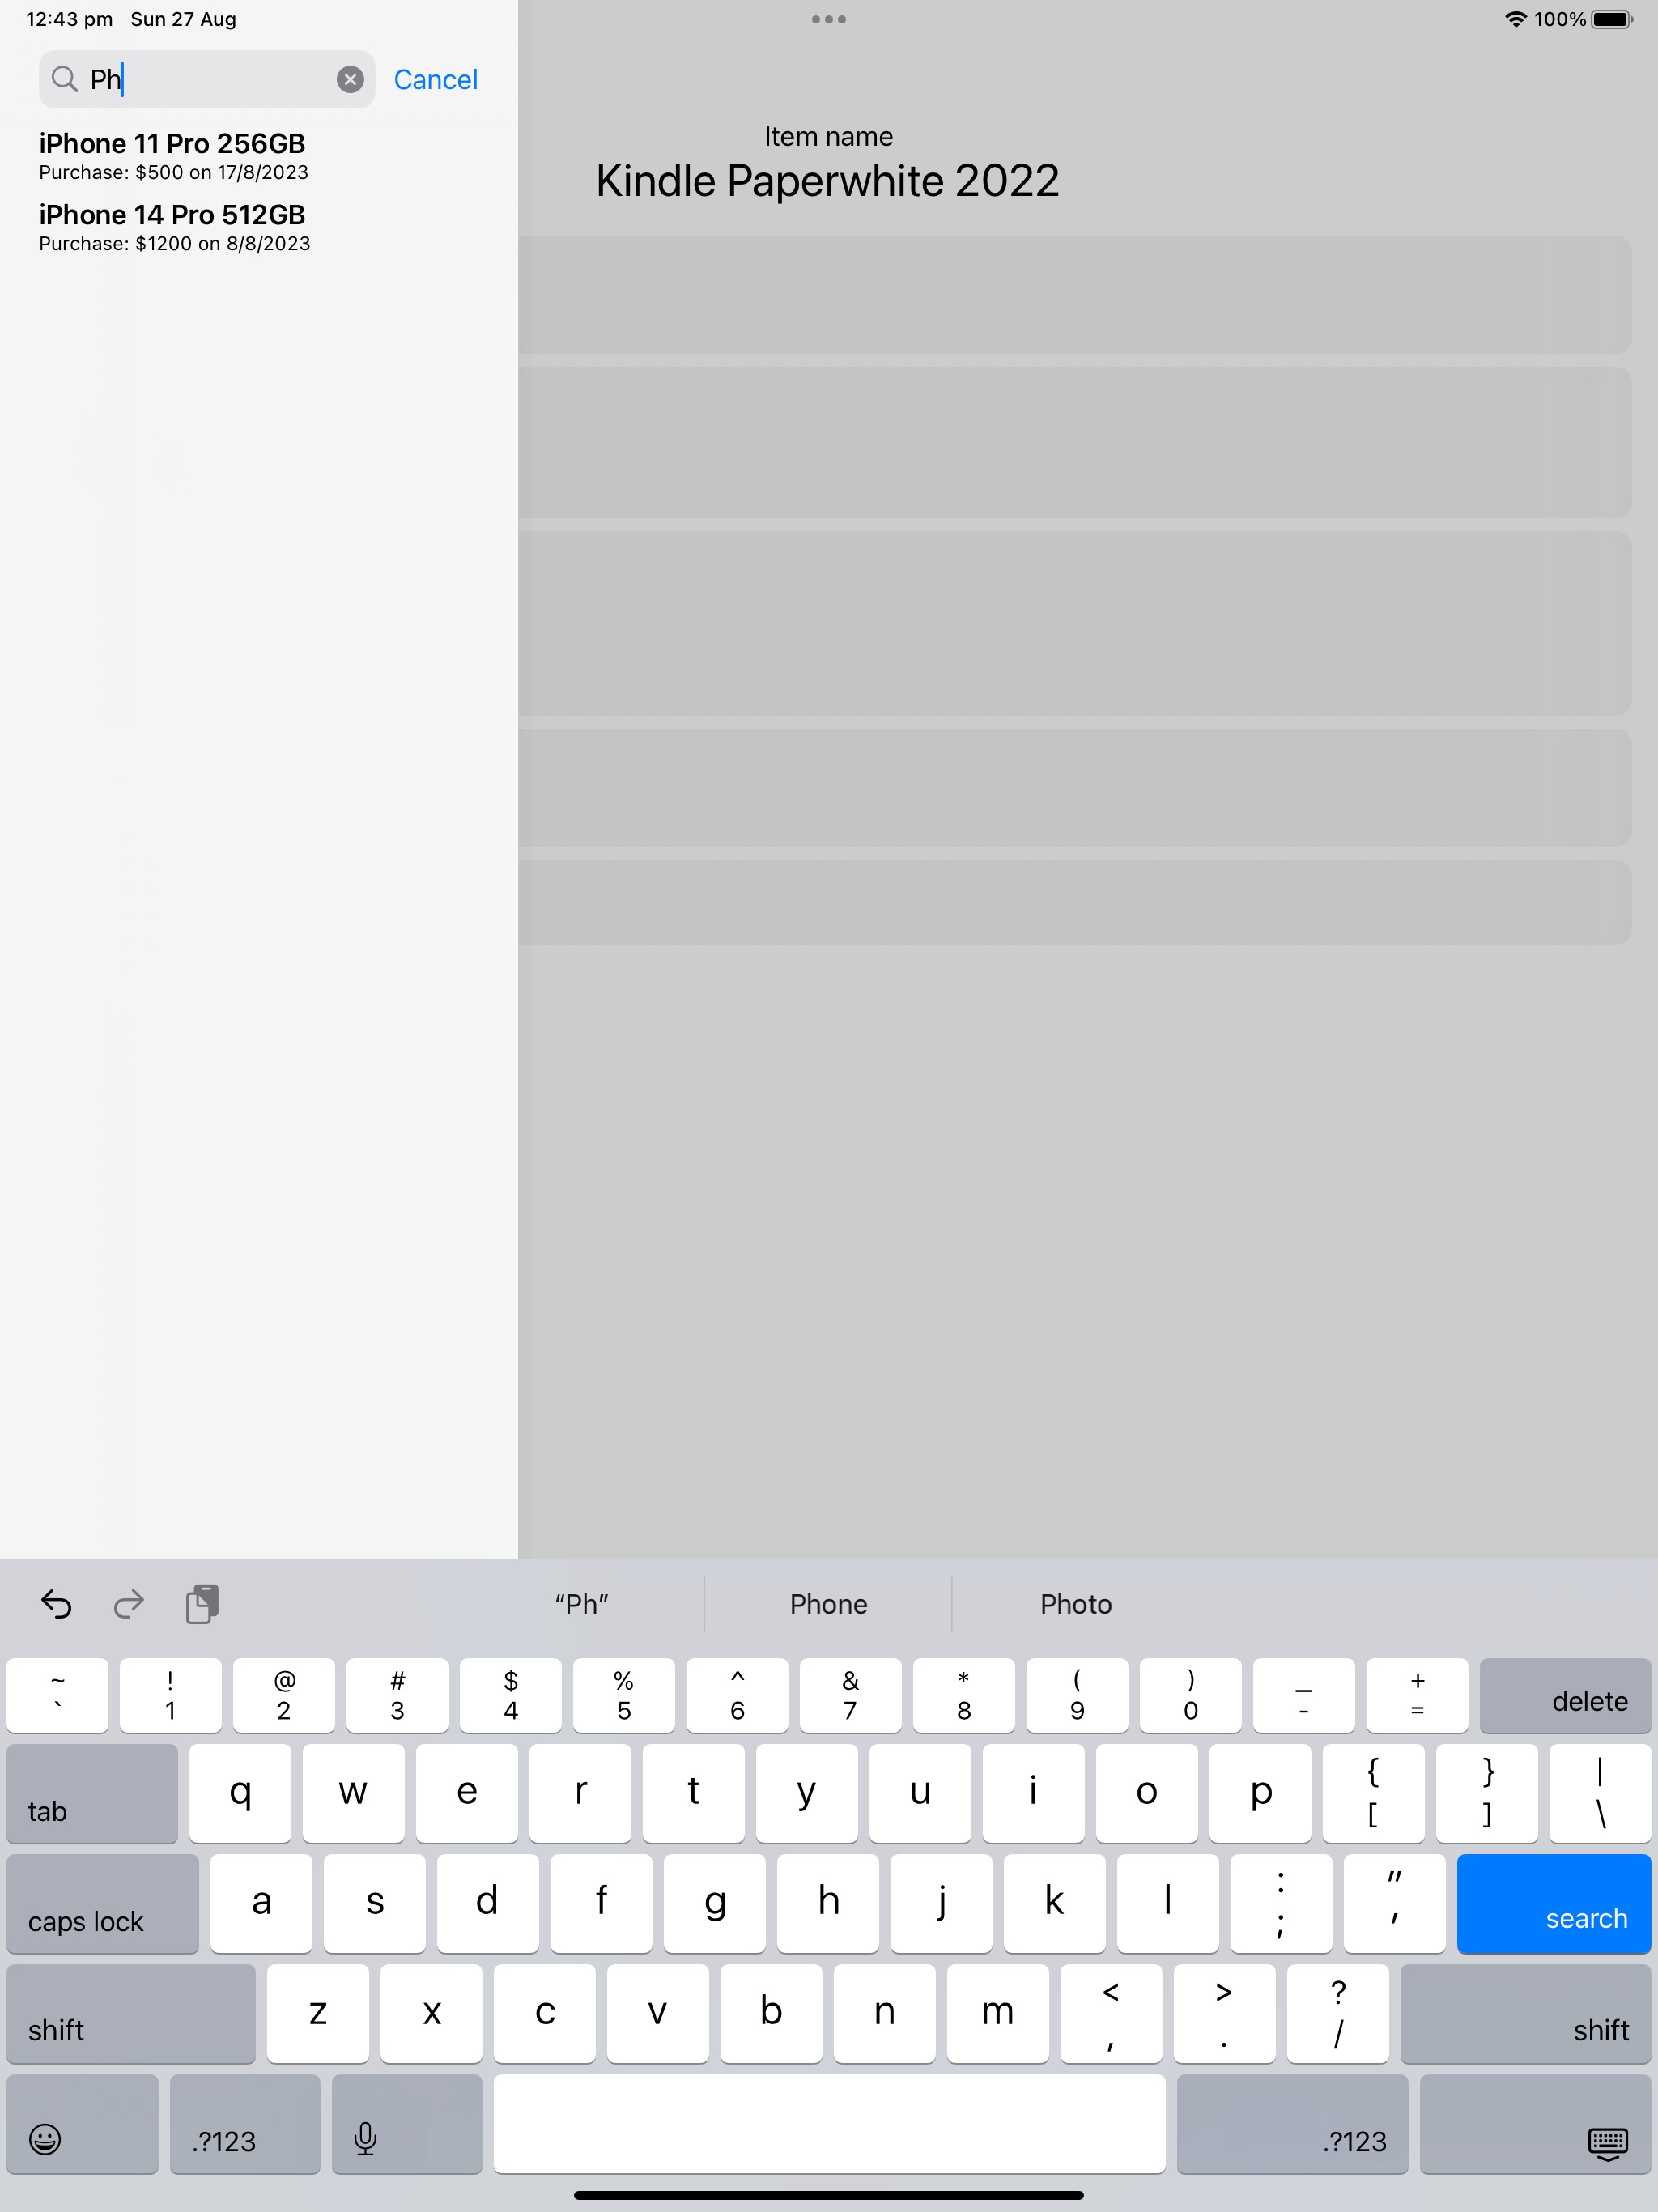 12:43 pm Sun 27 Aug
100%
Ph
Cancel
iPhone 11 Pro 256GB
Purchase: $500 on 17/8/2023
iPhone 14 Pro 512GB
Purchase: $1200 on 8/8/2023
Item name
Kindle Paperwhite 2022
“Ph” Phone Photo
~ ! @ # $ % ^ & * ( ) _ +
` 1 2 3 4 5 6 7 8 9 0 - = delete
tab q w e r t y u i o p { [ } ] | \
caps lock a s d f g h j k l : ; " ' search
shift z x c v b n m < , > . ? / shift
.?123 .?123